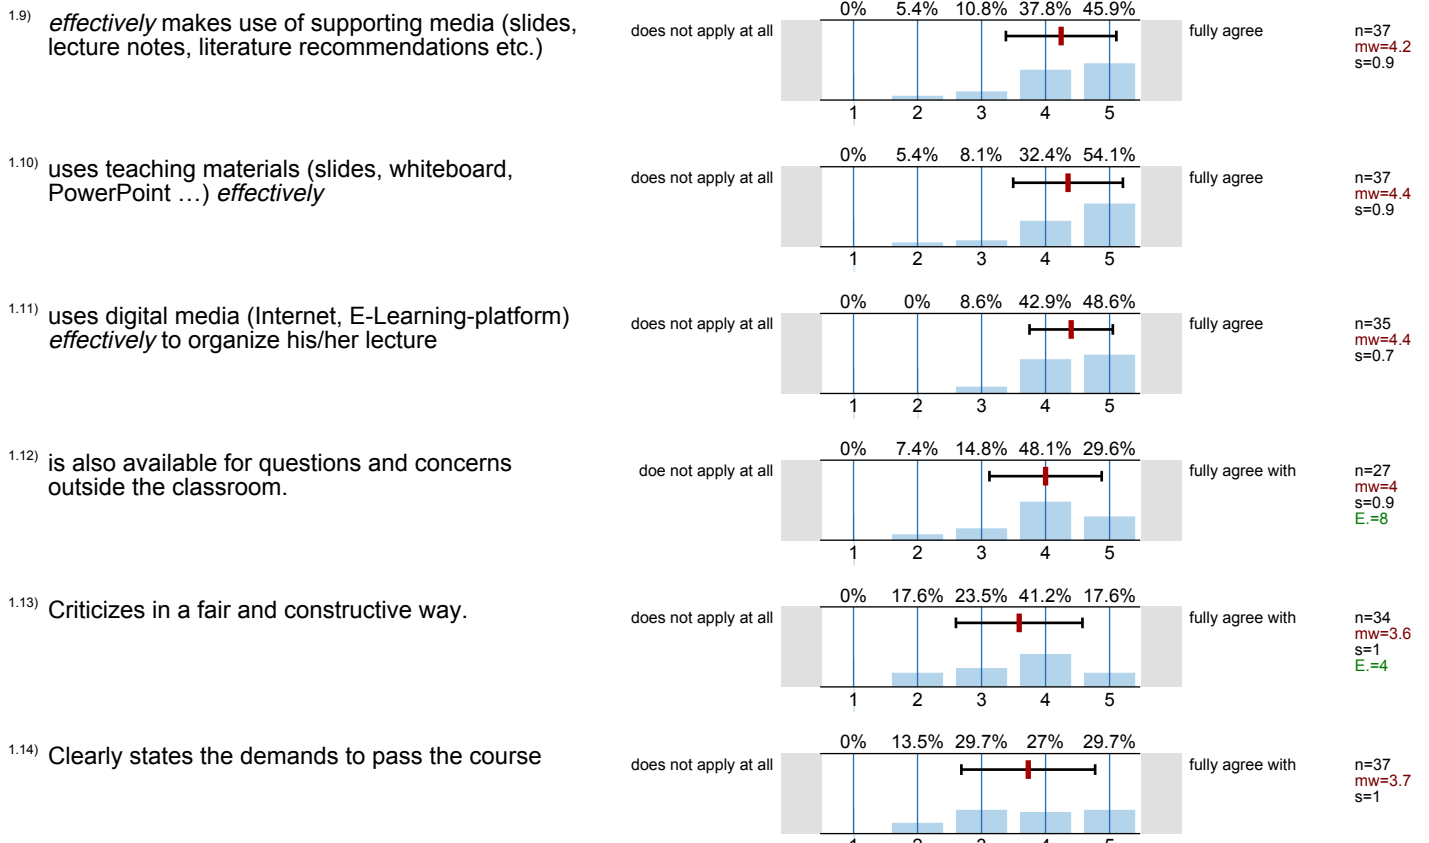 0% 5.4% 10.8% 37.8% 45.9%
1.9) effectively makes use of supporting media (slides,
lecture notes, literature recommendations etc.)
does not apply at all
fully agree
n=37
mw=4.2
s=0.9
1 2 3 4 5
0% 5.4% 8.1% 32.4% 54.1%
1.10) uses teaching materials (slides, whiteboard,
PowerPoint …) effectively
does not apply at all
fully agree
n=37
mw=4.4
s=0.9
1 2 3 4 5
0% 0% 8.6% 42.9% 48.6%
1.11) uses digital media (Internet, E-Learning-platform)
effectively to organize his/her lecture
does not apply at all
fully agree
n=35
mw=4.4
s=0.7
1 2 3 4 5
0% 7.4% 14.8% 48.1% 29.6%
1.12) is also available for questions and concerns
outside the classroom.
doe not apply at all
fully agree with
n=27
mw=4
s=0.9
E.=8
1 2 3 4 5
0% 17.6% 23.5% 41.2% 17.6%
1.13) Criticizes in a fair and constructive way.
does not apply at all
fully agree with
n=34
mw=3.6
s=1
E.=4
1 2 3 4 5
0% 13.5% 29.7% 27% 29.7%
1.14) Clearly states the demands to pass the course
does not apply at all
fully agree with
n=37
mw=3.7
s=1
1 2 3 4 5